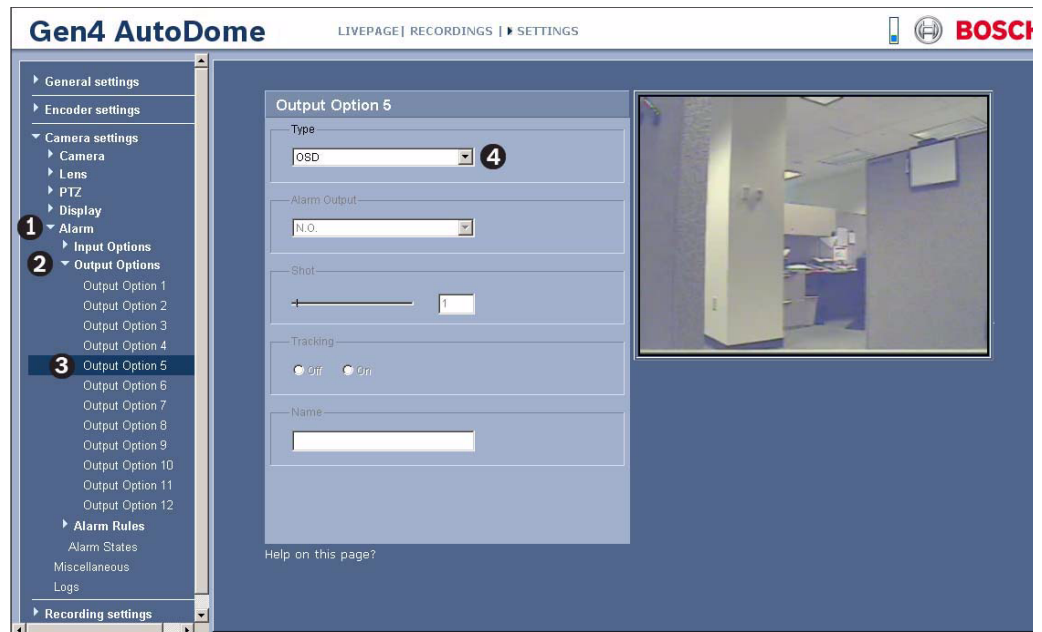 Gen4 AutoDome
LIVEPAGE| RECORDINGS | SETTINGS
BOSCH
General settings
Encoder settings
Camera settings
Camera
Lens
PTZ
Display
1 Alarm
Input Options
2 Output Options
Output Option 1
Output Option 2
Output Option 3
Output Option 4
3 Output Option 5
Output Option 6
Output Option 7
Output Option 8
Output Option 9
Output Option 10
Output Option 11
Output Option 12
Alarm Rules
Alarm States
Miscellaneous
Logs
Recording settings
Output Option 5
Type
OSD 4
Alarm Output
N.O.
Shot
1
Tracking
Off On
Name
Help on this page?